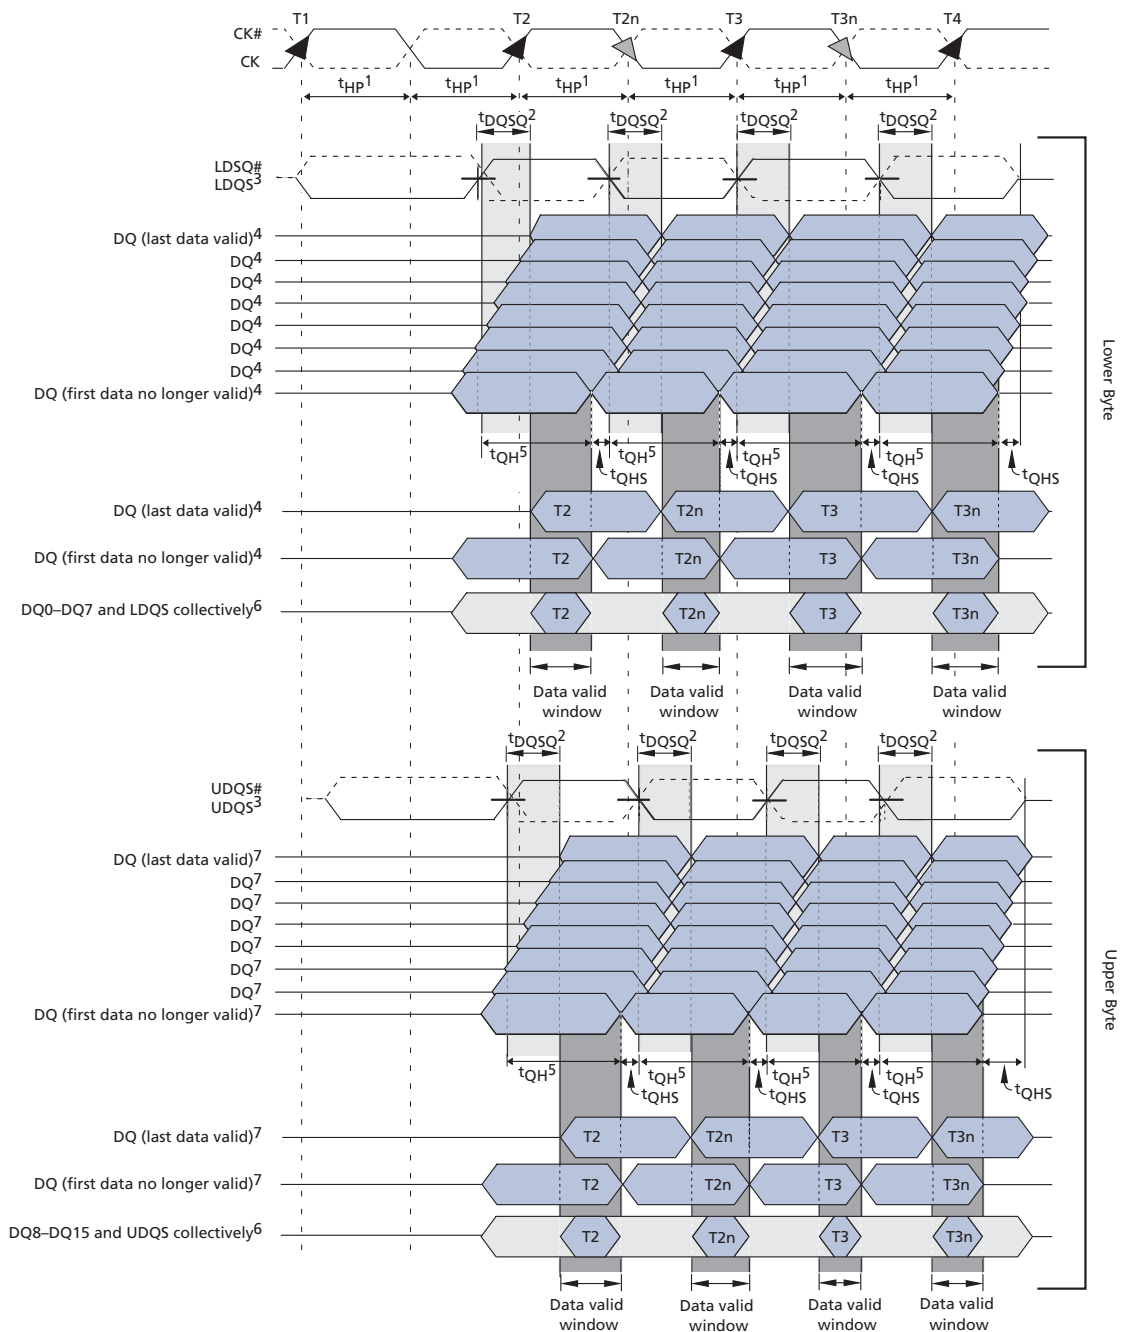 T1 T2 T2n T3 T3n T4
CK#
CK
tHP1 tHP1 tHP1 tHP1 tHP1 tHP1
tDQSQ2 tDQSQ2 tDQSQ2 tDQSQ2
LDSQ#
LDQS3
DQ (last data valid)4
DQ4
DQ4
DQ4
DQ4
DQ4
DQ4
DQ (first data no longer valid)4
Lower Byte
tQH5 tQH5 tQH5 tQH5
tQHS tQHS tQHS tQHS
DQ (last data valid)4 T2 T2n T3 T3n
DQ (first data no longer valid)4 T2 T2n T3 T3n
DQ0–DQ7 and LDQS collectively6 T2 T2n T3 T3n
Data valid Data valid Data valid Data valid
window window window window
tDQSQ2 tDQSQ2 tDQSQ2 tDQSQ2
UDQS#
UDQS3
DQ (last data valid)7
DQ7
DQ7
DQ7
DQ7
DQ7
DQ7
DQ (first data no longer valid)7
Upper Byte
tQH5 tQH5 tQH5 tQH5
tQHS tQHS tQHS tQHS
DQ (last data valid)7 T2 T2n T3 T3n
DQ (first data no longer valid)7 T2 T2n T3 T3n
DQ8–DQ15 and UDQS collectively6 T2 T2n T3 T3n
Data valid Data valid Data valid Data valid
window window window window